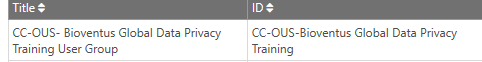 Title ID
CC-OUS- Bioventus Global Data Privacy
Training User Group
CC-OUS-Bioventus Global Data Privacy
Training